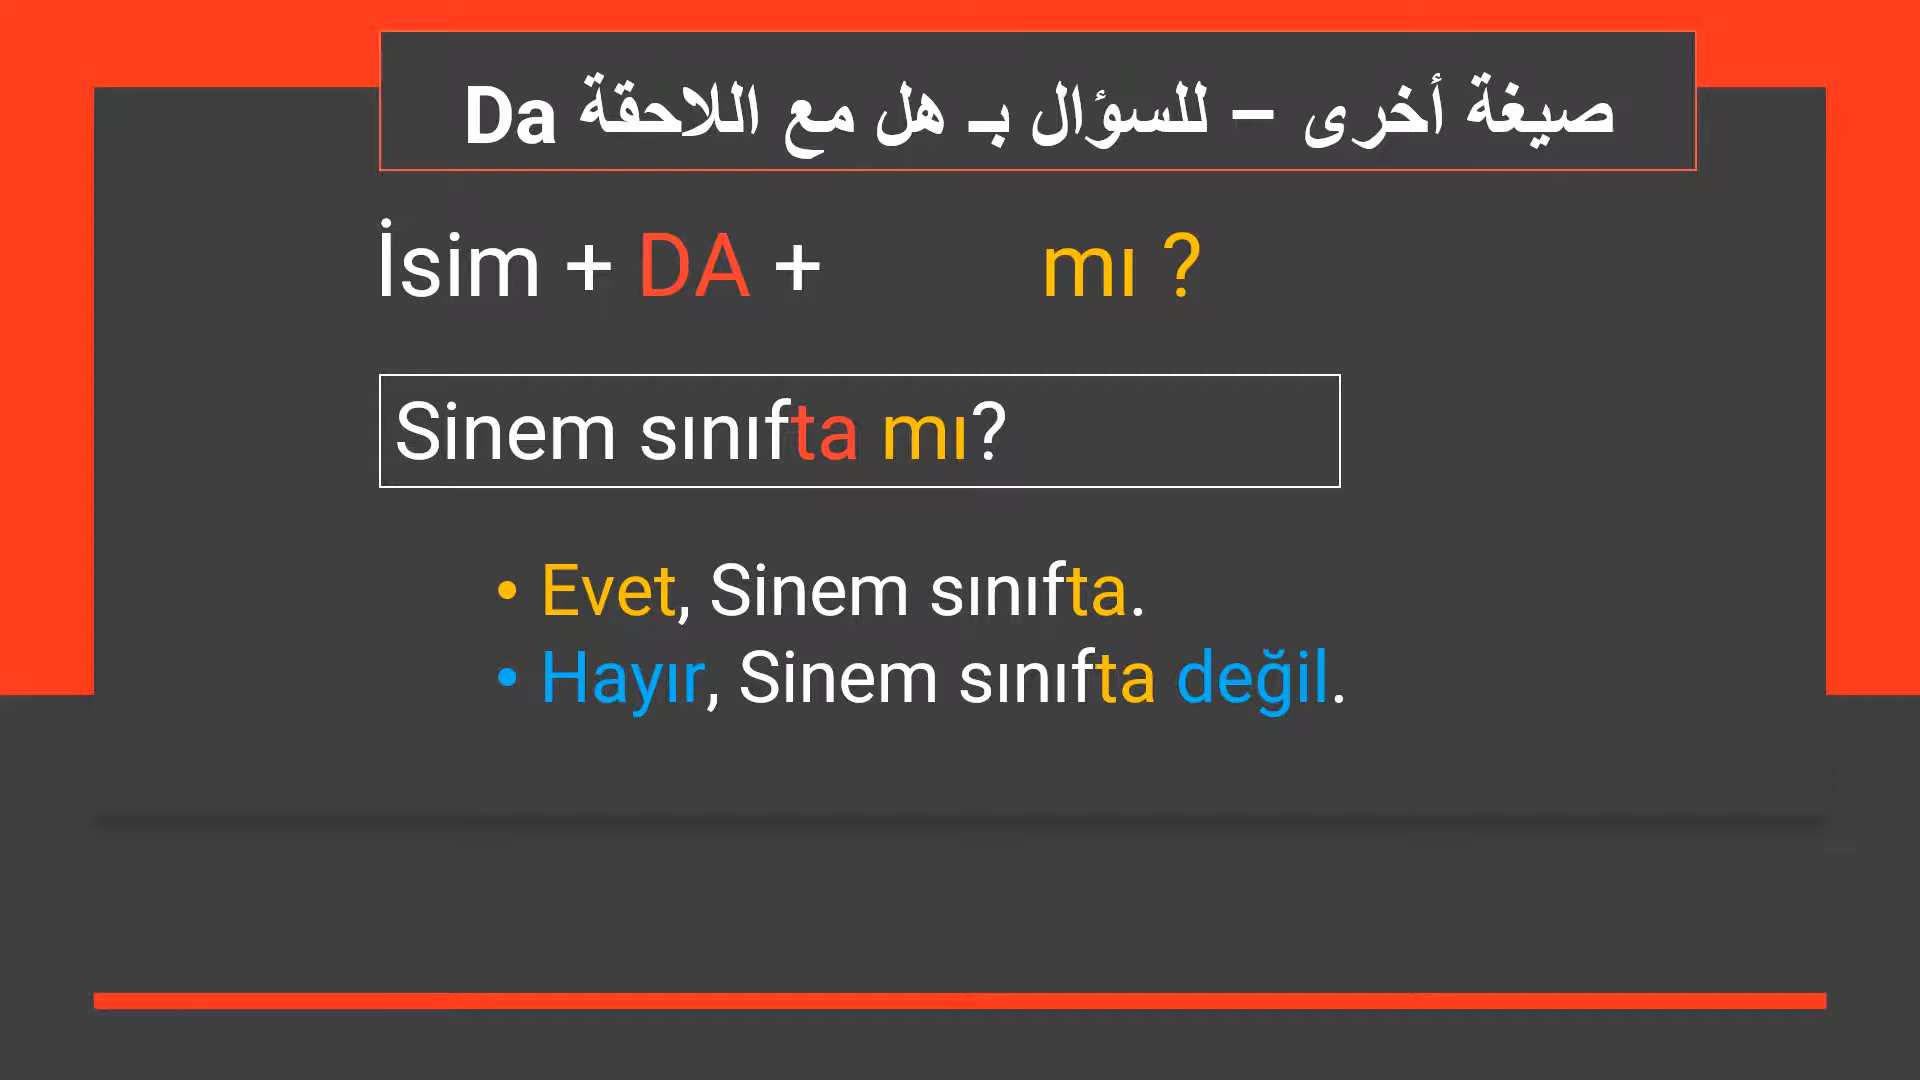 صيغة أخرى – للسؤال بـ هل مع اللاحقة Da
İsim + DA + mı ?
Sinem sınıfta mı?
• Evet, Sinem sınıfta.
• Hayır, Sinem sınıfta değil.